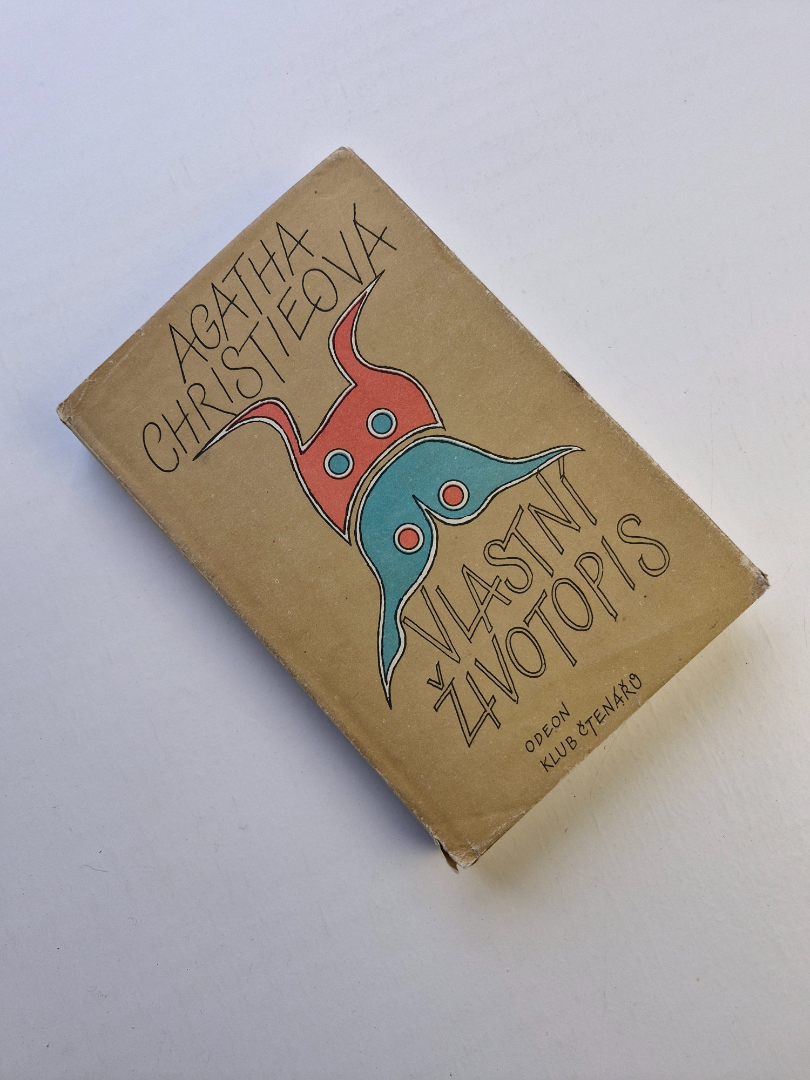 AGATHA
CHRISTIEOVÁ
VLASTNÍ
ŽIVOTOPIS
ODEON
KLUB ČTENÁŘŮ